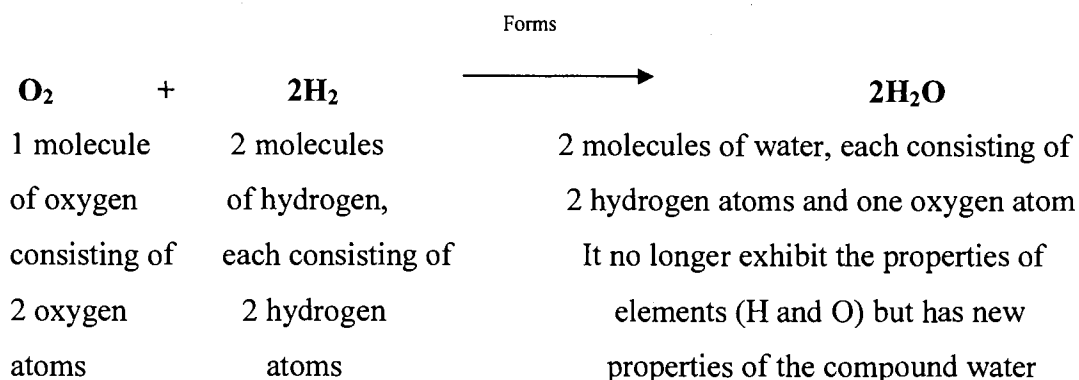 Forms
O₂ + 2H₂ 2H₂O
1 molecule 2 molecules 2 molecules of water, each consisting of
of oxygen of hydrogen, 2 hydrogen atoms and one oxygen atom
consisting of each consisting of It no longer exhibit the properties of
2 oxygen 2 hydrogen elements (H and O) but has new
atoms atoms properties of the compound water